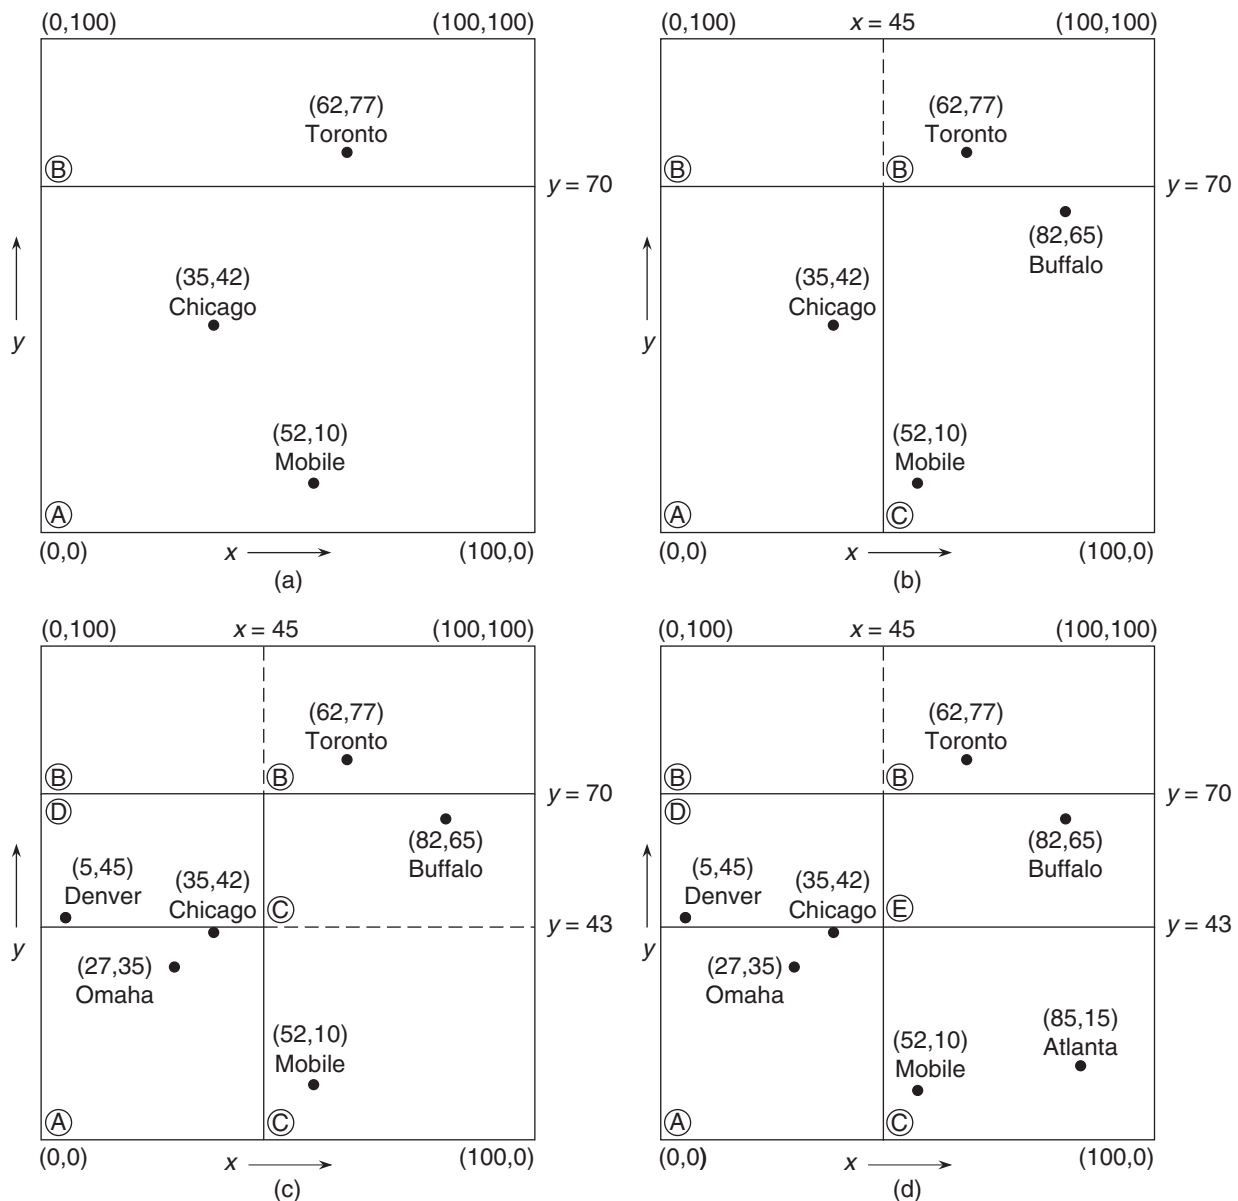 (0,100) (100,100)
(62,77)
Toronto
B
y = 70
(35,42)
Chicago
y
(52,10)
Mobile
A
(0,0) x (100,0)
(a)
(0,100) x = 45 (100,100)
(62,77)
Toronto
B B
y = 70
(82,65)
Buffalo
(35,42)
Chicago
y
(52,10)
Mobile
A C
(0,0) x (100,0)
(b)
(0,100) x = 45 (100,100)
(62,77)
Toronto
B B
y = 70
D
(82,65)
Buffalo
(5,45)
Denver
(35,42)
Chicago
C
y = 43
y
(27,35)
Omaha
(52,10)
Mobile
A C
(0,0) x (100,0)
(c)
(0,100) x = 45 (100,100)
(62,77)
Toronto
B B
y = 70
D
(82,65)
Buffalo
(5,45)
Denver
(35,42)
Chicago
E
y = 43
y
(27,35)
Omaha
(85,15)
Atlanta
(52,10)
Mobile
A C
(0,0) x (100,0)
(d)